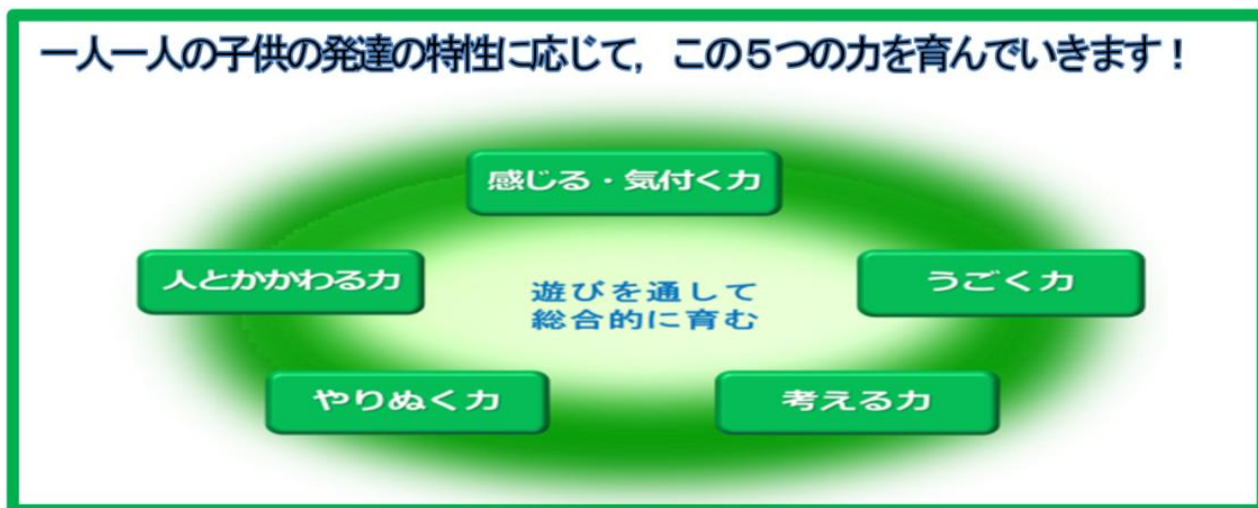 一人一人の子供の発達の特性に応じて，この５つの力を育んでいきます！
感じる・気付く力
人とかかわる力
うごく力
遊びを通して
総合的に育む
やりぬく力
考える力